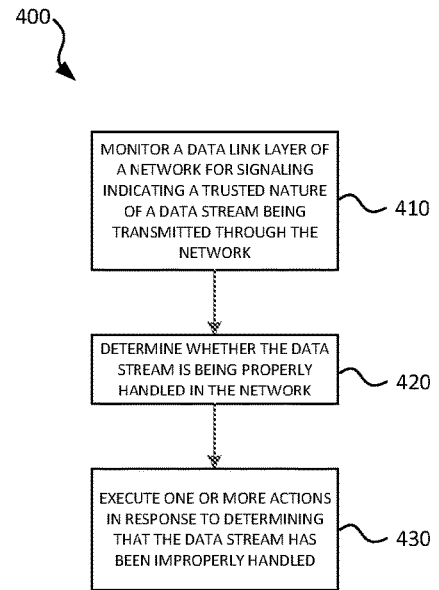 400
MONITOR A DATA LINK LAYER OF
A NETWORK FOR SIGNALING
INDICATING A TRUSTED NATURE
OF A DATA STREAM BEING
TRANSMITTED THROUGH THE
NETWORK
410
DETERMINE WHETHER THE DATA
STREAM IS BEING PROPERLY
HANDLED IN THE NETWORK
420
EXECUTE ONE OR MORE ACTIONS
IN RESPONSE TO DETERMINING
THAT THE DATA STREAM HAS
BEEN IMPROPERLY HANDLED
430